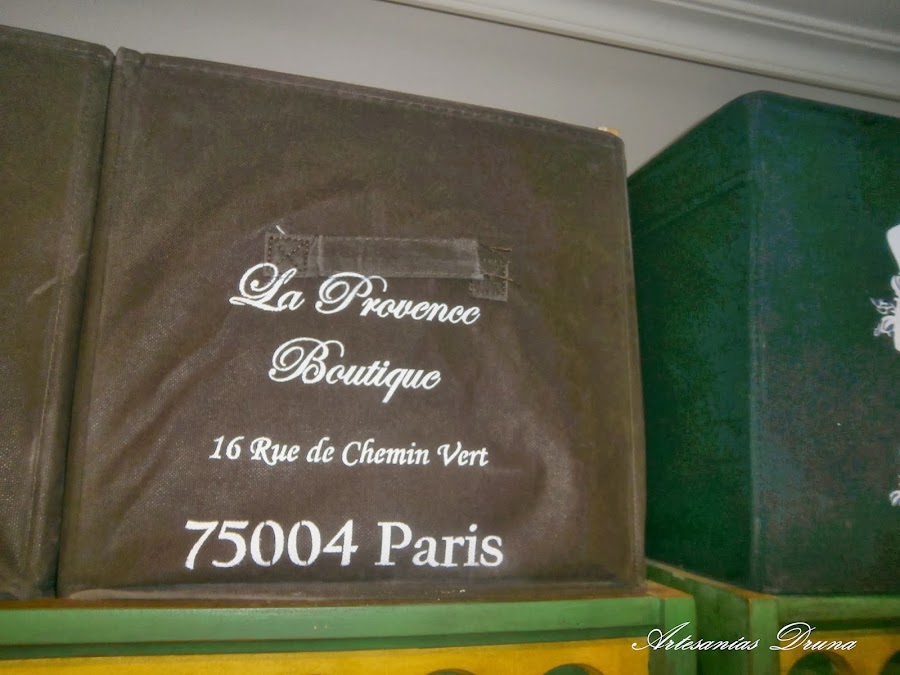 La Provence
Boutique
16 Rue de Chemin Vert
75004 Paris
Artesanías Druna